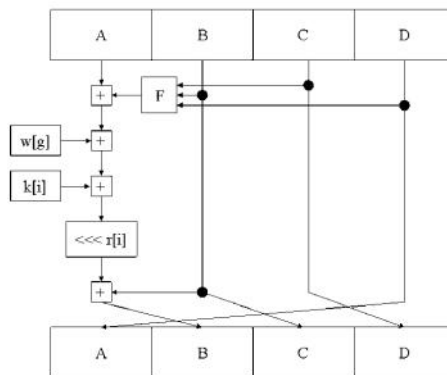 A B C D
+ F
w[g] +
k[i] +
<<< r[i]
+
A B C D